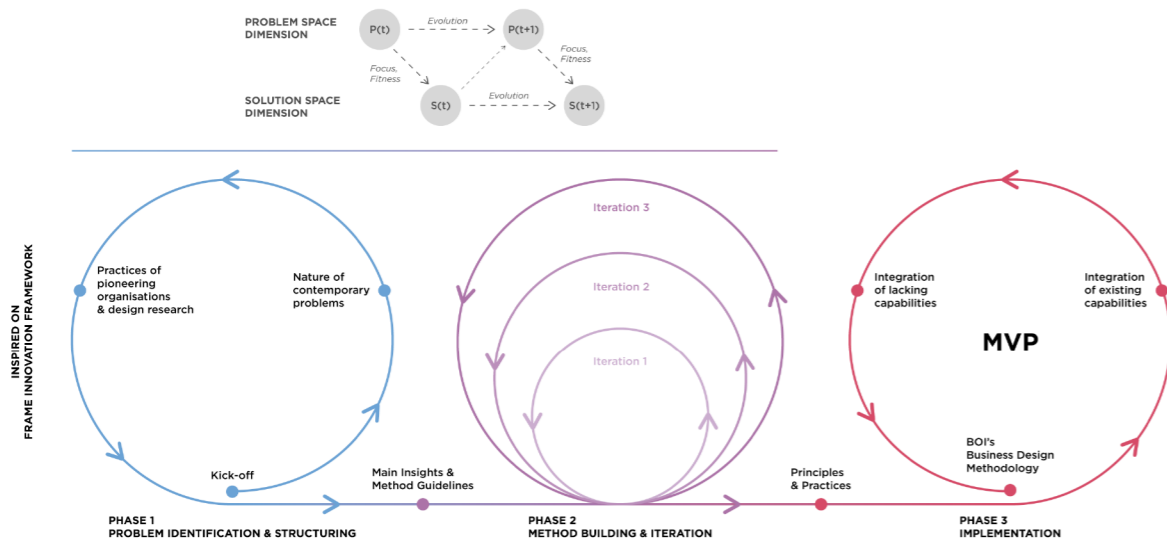 PROBLEM SPACE
DIMENSION
P(t)
Evolution
P(t+1)
Focus,
Fitness
Focus,
Fitness
SOLUTION SPACE
DIMENSION
S(t)
Evolution
S(t+1)
INSPIRED ON
FRAME INNOVATION FRAMEWORK
Practices of
pioneering
organisations
& design research
Nature of
contemporary
problems
Kick-off
Main Insights &
Method Guidelines
Iteration 3
Iteration 2
Iteration 1
Principles
& Practices
Integration
of lacking
capabilities
Integration
of existing
capabilities
MVP
BOI's
Business Design
Methodology
PHASE 1
PROBLEM IDENTIFICATION & STRUCTURING
PHASE 2
METHOD BUILDING & ITERATION
PHASE 3
IMPLEMENTATION